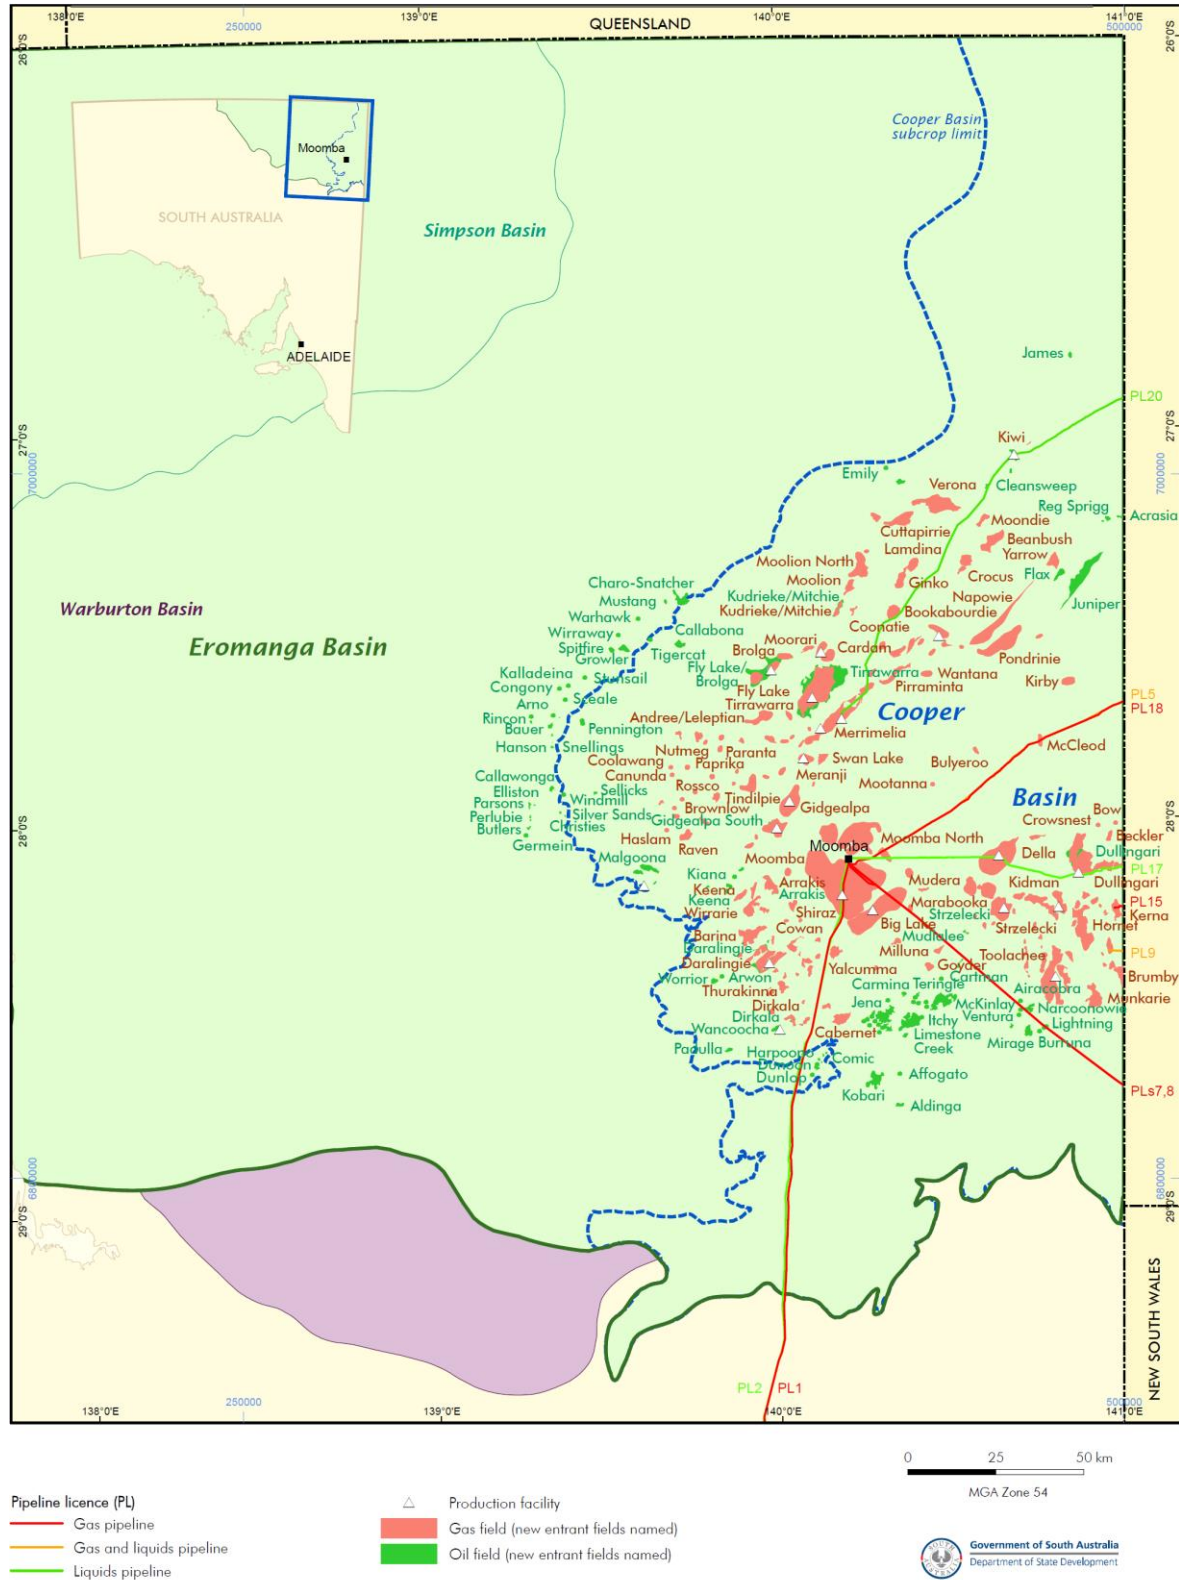 138°0'E
250000
139°0'E
QUEENSLAND
140°0'E
141°0'E
500000
26°0'S
26°0'S
Cooper Basin
subcrop limit
Moomba
SOUTH AUSTRALIA
Simpson Basin
ADELAIDE
James
PL20
27°0'S
27°0'S
7000000
7000000
Kiwi
Emily
Cleansweep
Verona
Reg Sprigg
Acrasia
Moondie
Cuttapirrie
Beanbush
Lamdina
Yarrow
Moolion North
Crocus
Flax
Moolion
Ginko
Charo-Snatcher
Kudrieke/Mitchie
Napowie
Juniper
Mustang
Kudrieke/Mitchie
Bookabourdie
Warburton Basin
Warhawk
Coonatie
Wirraway
Callabona
Moorari
Eromanga Basin
Spitfire
Tigercat
Brolga
Cardam
Growler
Pondrinie
Kalladeina
Stunsail
Fly Lake/
Brolga
Tirrawarra
Wantana
Congony
Pirraminta
Kirby
Steale
Fly Lake
PL5
Arno
Tirrawarra
PL18
Rincon
Andree/Leleptian
Cooper
Bauer
Pennington
Merrimelia
Hanson
Snellings
Nutmeg
Paranta
McCleod
Coolawang
Paprika
Swan Lake
Bulyeroo
Callawonga
Canunda
Meranji
Mootanna
Elliston
Sellicks
Rossco
Basin
Parsons
Windmill
Tindilpie
Perlubie
Silver Sands
Brownlow
Gidgealpa
Bow
Butlers
Christies
Gidgealpa South
Crowsnest
28°0'S
28°0'S
Germein
Haslam
Moomba North
Beckler
Raven
Moomba
Della
Dullingari
Malgoona
Moomba
PL17
Kiana
Arrakis
Mudera
Kidman
Dullingari
Keena
Arrakis
Keena
Marabooka
PL15
Wirrarie
Shiraz
Strzelecki
Kerna
Cowan
Big Lake
Strzelecki
Hornet
Barina
Mudlalee
Daralingie
Milluna
Toolachee
PL9
Daralingie
Yalcumma
Goyder
Worrior
Arwon
Cartman
Brumby
Carmina
Teringie
Airacobra
Thurakinna
Munkarie
Jena
McKinlay
Narcoonowie
Dirkala
Dirkala
Itchy
Ventura
Lightning
Wancoocha
Cabernet
Limestone
Creek
Mirage
Burruna
Padulla
Harpoono
Comic
Dunoon
Dunlop
Affogato
PLs7,8
Kobari
Aldinga
6800000
6800000
29°0'S
29°0'S
NEW SOUTH WALES
PL2
PL1
138°0'E
250000
139°0'E
140°0'E
500000
141°0'E
0 25 50 km
MGA Zone 54
Pipeline licence (PL)
Gas pipeline
Gas and liquids pipeline
Liquids pipeline
Production facility
Gas field (new entrant fields named)
Oil field (new entrant fields named)
Government of South Australia
Department of State Development